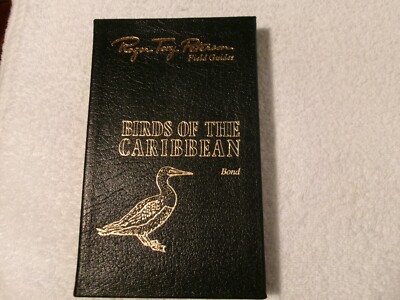 Roger Tory Peterson
Field Guides
BIRDS OF THE
CARIBBEAN
Bond